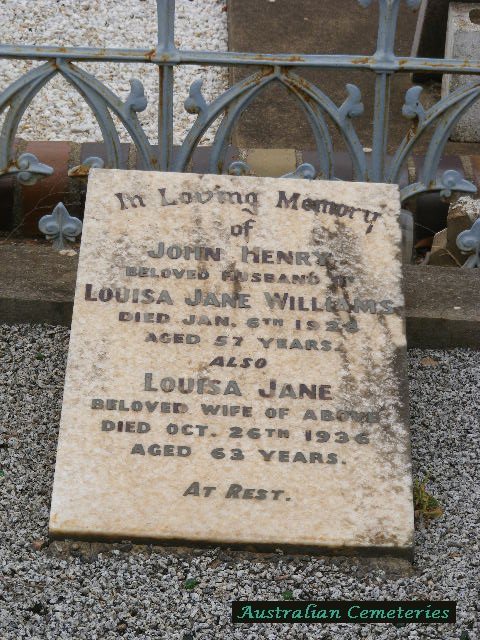 In Loving Memory
of
JOHN HENRY
BELOVED HUSBAND OF
LOUISA JANE WILLIAMS
DIED JAN. 6TH
AGED 57 YEARS.
ALSO
LOUISA JANE
BELOVED WIFE OF ABOVE
DIED OCT. 26TH 1936
AGED 63 YEARS.
AT REST.
Australian Cemeteries